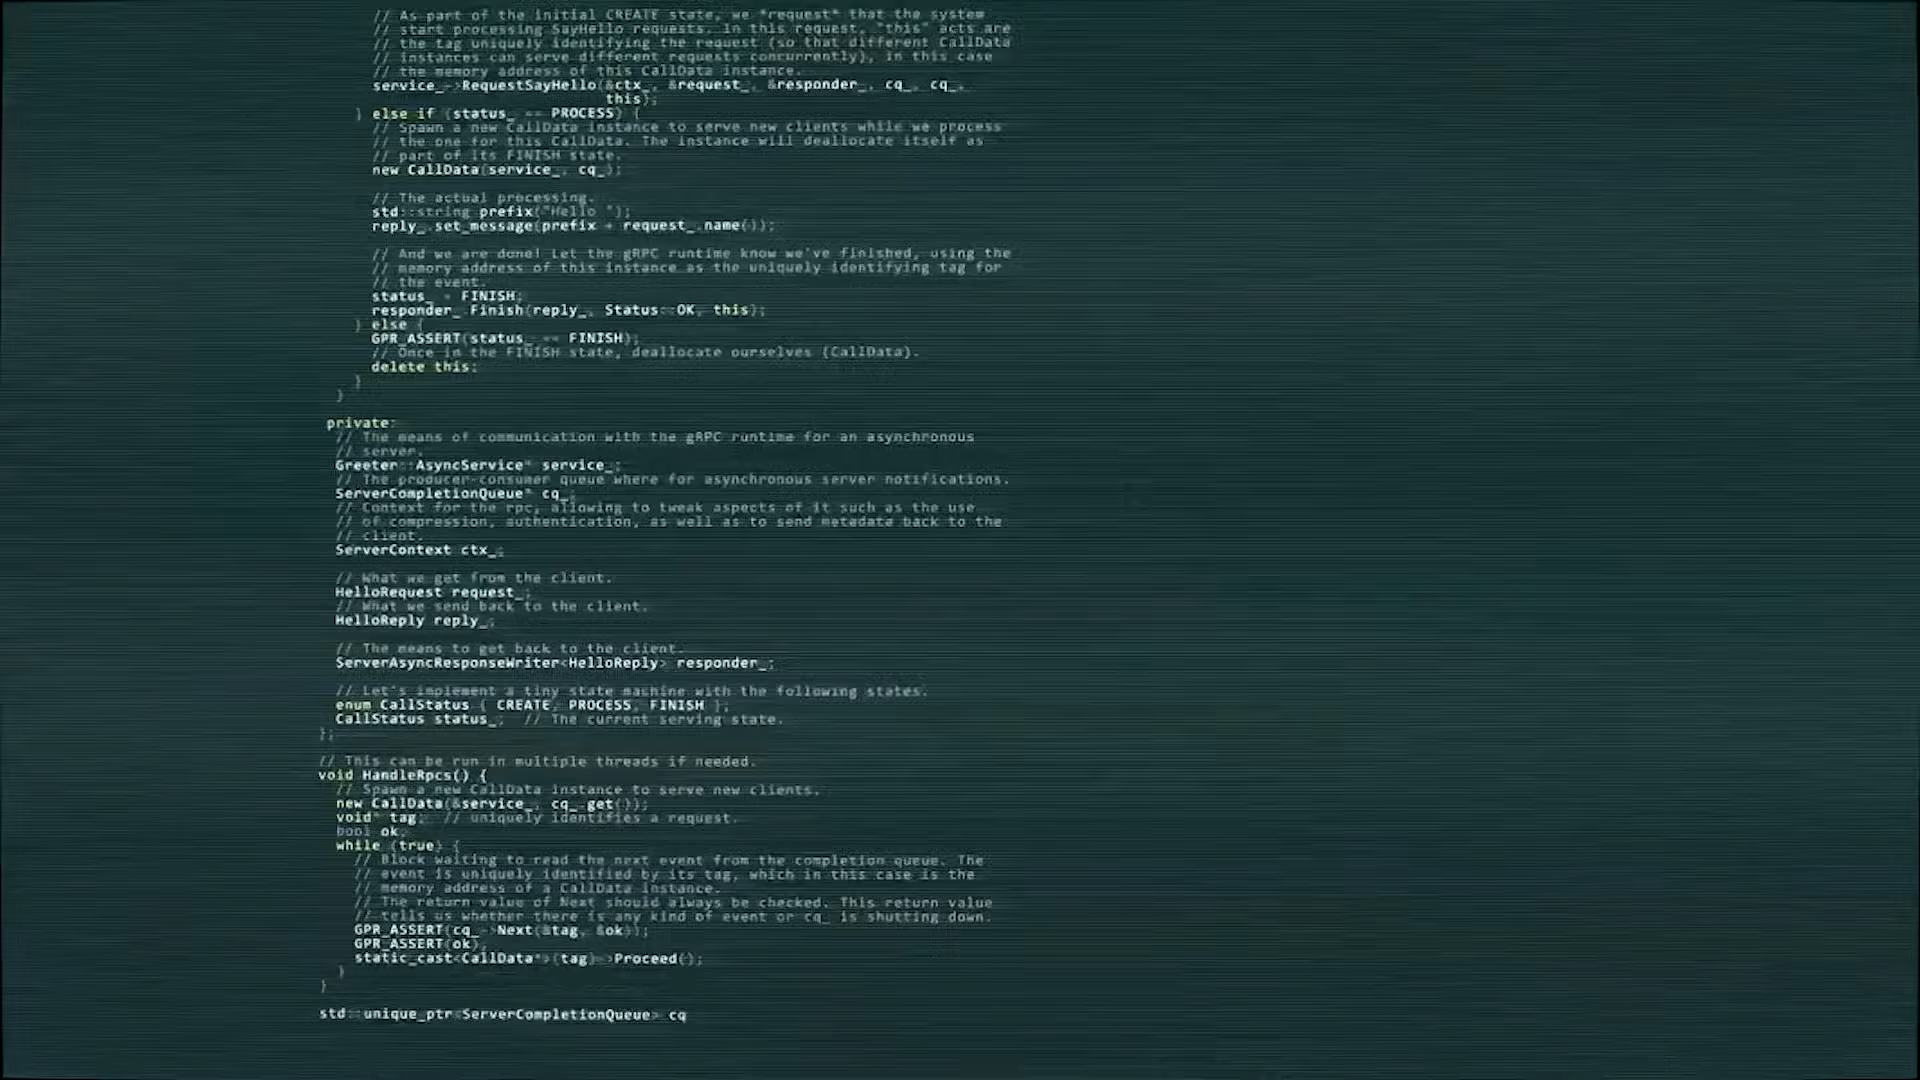 // As part of the initial CREATE state, we *request* that the system
// start processing SayHello requests. In this request, "this" acts are
// the tag uniquely identifying the request (so that different CallData
// instances can serve different requests concurrently), in this case
// the memory address of this CallData instance.
service_->RequestSayHello(&ctx_, &request_, &responder_, cq_, cq_,
this);
} else if (status_ == PROCESS) {
// Spawn a new CallData instance to serve new clients while we process
// the one for this CallData. The instance will deallocate itself as
// part of its FINISH state.
new CallData(service_, cq_);
// The actual processing.
std::string prefix("Hello ");
reply_.set_message(prefix + request_.name());
// And we are done! Let the gRPC runtime know we've finished, using the
// memory address of this instance as the uniquely identifying tag for
// the event.
status_ = FINISH;
responder_.Finish(reply_, Status::OK, this);
} else {
GPR_ASSERT(status_ == FINISH);
// Once in the FINISH state, deallocate ourselves (CallData).
delete this;
}
}
private:
// The means of communication with the gRPC runtime for an asynchronous
// server.
Greeter::AsyncService* service_;
// The producer-consumer queue where for asynchronous server notifications.
ServerCompletionQueue* cq_;
// Context for the rpc, allowing to tweak aspects of it such as the use
// of compression, authentication, as well as to send metadata back to the
// client.
ServerContext ctx_;
// What we get from the client.
HelloRequest request_;
// What we send back to the client.
HelloReply reply_;
// The means to get back to the client.
ServerAsyncResponseWriter<HelloReply> responder_;
// Let's implement a tiny state machine with the following states.
enum CallStatus { CREATE, PROCESS, FINISH };
CallStatus status_;  // The current serving state.
};
// This can be run in multiple threads if needed.
void HandleRpcs() {
// Spawn a new CallData instance to serve new clients.
new CallData(&service_, cq_.get());
void* tag;  // uniquely identifies a request.
bool ok;
while (true) {
// Block waiting to read the next event from the completion queue. The
// event is uniquely identified by its tag, which in this case is the
// memory address of a CallData instance.
// The return value of Next should always be checked. This return value
// tells us whether there is any kind of event or cq_ is shutting down.
GPR_ASSERT(cq_->Next(&tag, &ok));
GPR_ASSERT(ok);
static_cast<CallData*>(tag)->Proceed();
}
}
std::unique_ptr<ServerCompletionQueue> cq